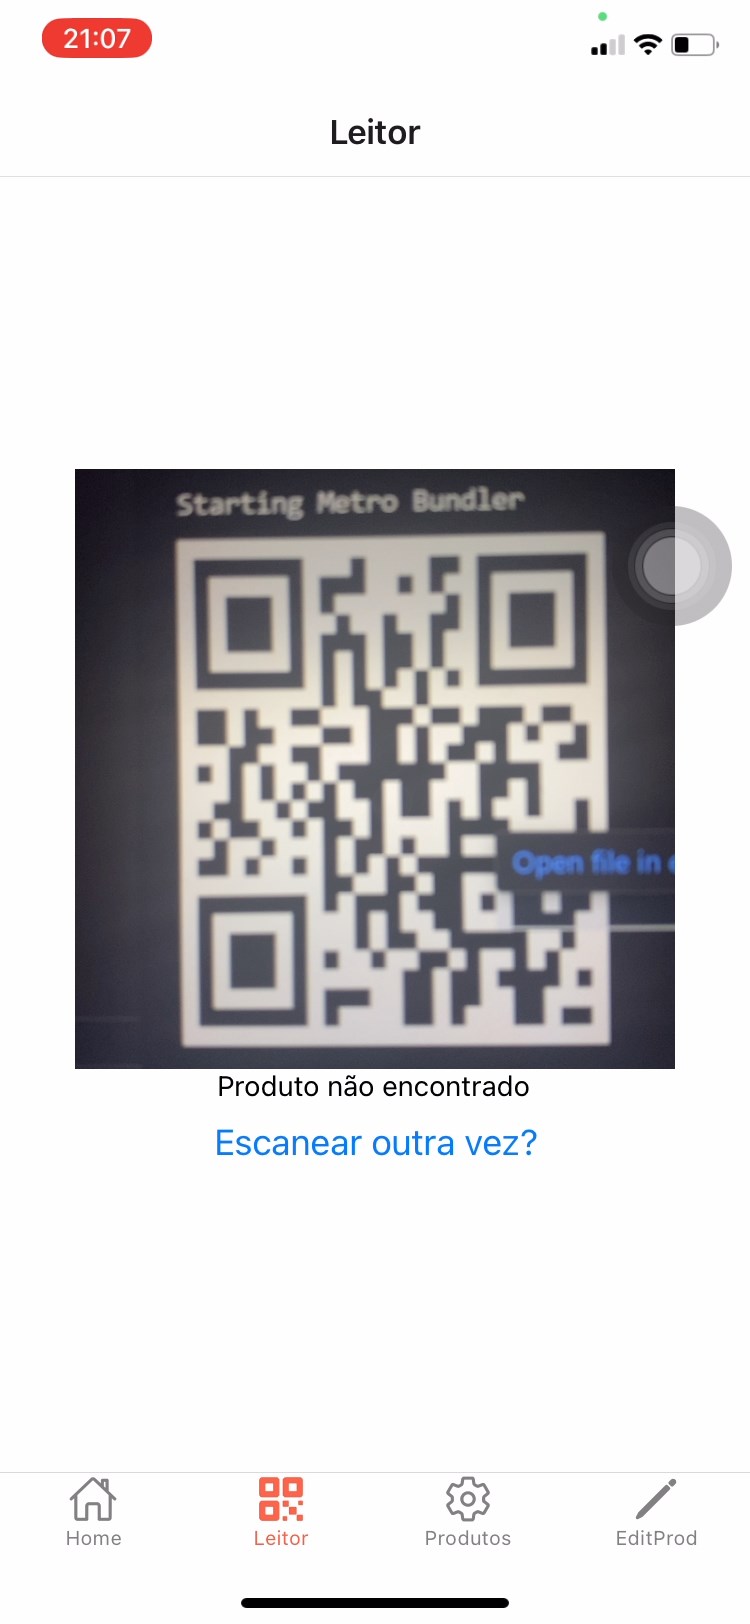 21:07
Leitor
Starting Metro Bundler
Open file in
Produto não encontrado
Escanear outra vez?
Home
Leitor
Produtos
EditProd